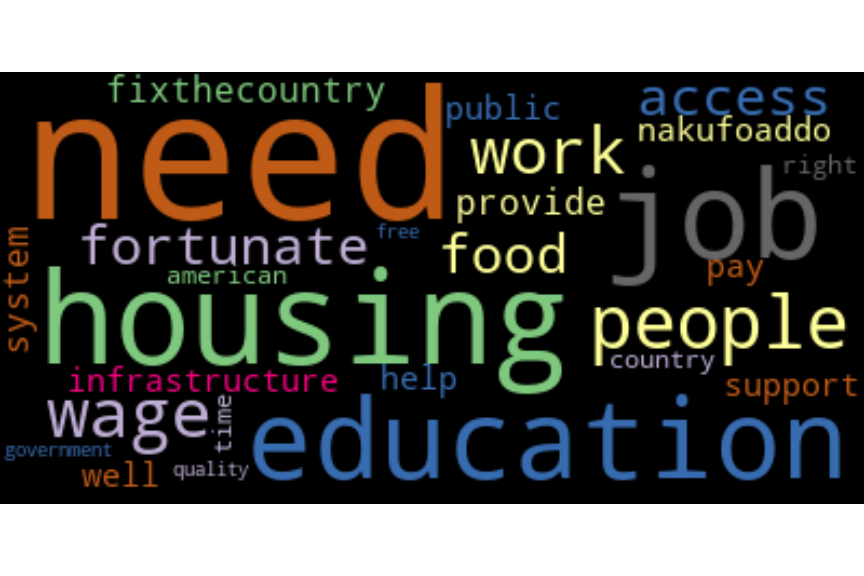 fixthecountry
need
public
access
work
nakufoaddo
right
provide
job
fortunate
free
food
system
american
pay
housing
people
country
infrastructure
help
support
wage
time
education
government
well
quality